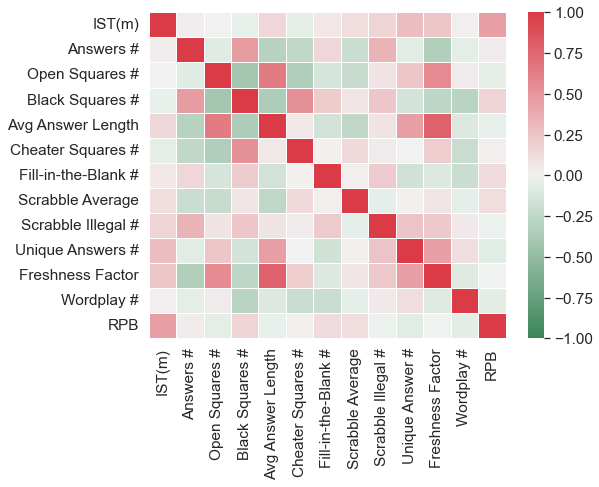 IST(m)
Answers #
Open Squares #
Black Squares #
Avg Answer Length
Cheater Squares #
Fill-in-the-Blank #
Scrabble Average
Scrabble Illegal #
Unique Answers #
Freshness Factor
Wordplay #
RPB
IST(m)
Answers #
Open Squares #
Black Squares #
Avg Answer Length
Cheater Squares #
Fill-in-the-Blank #
Scrabble Average
Scrabble Illegal #
Unique Answer #
Freshness Factor
Wordplay #
RPB
1.00
0.75
0.50
0.25
0.00
−0.25
−0.50
−0.75
−1.00